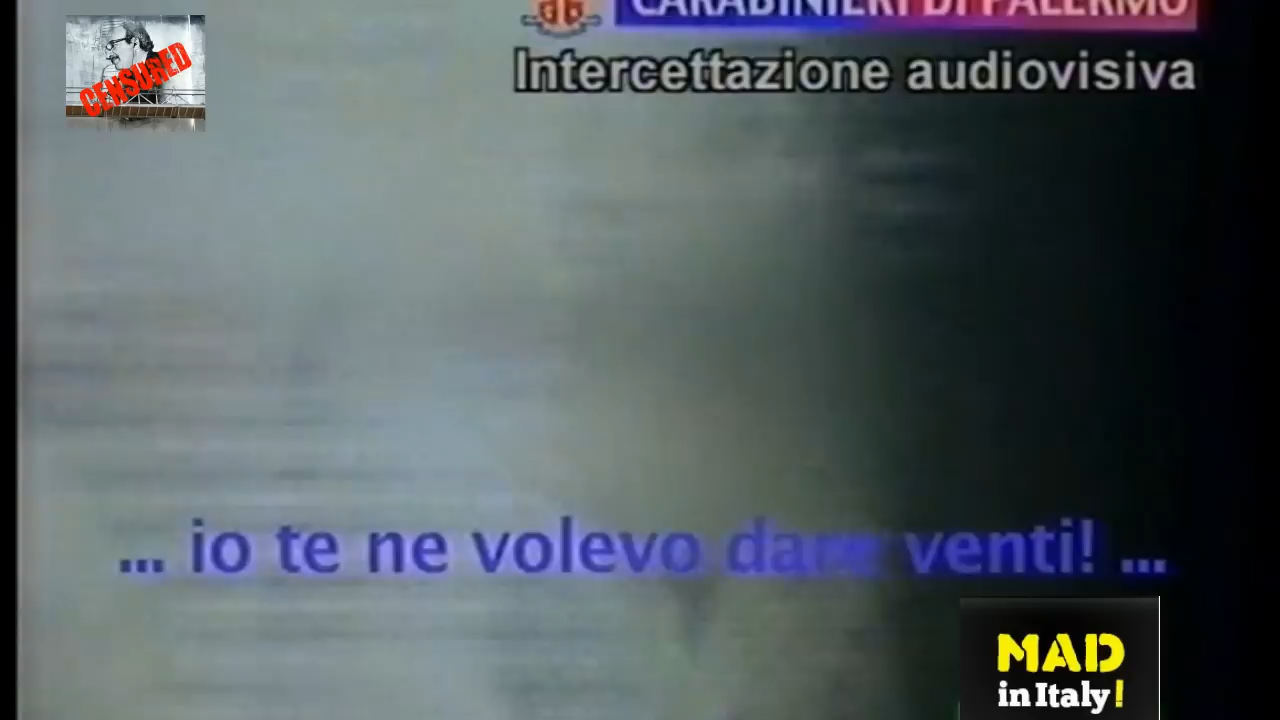 CARABINIERI DI PALERMO
Intercettazione audiovisiva
CENSURED
... io te ne volevo dare venti! ...
MAD
in Italy!